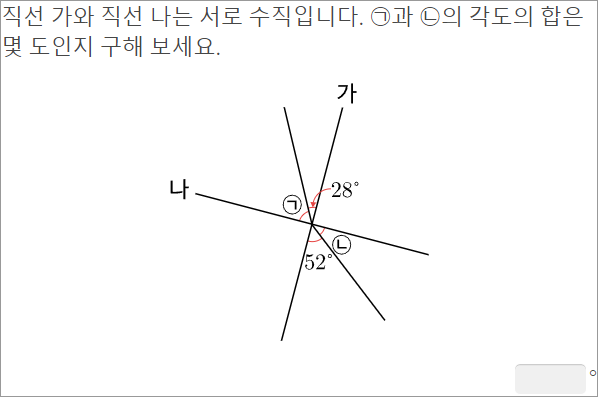 직선 가와 직선 나는 서로 수직입니다. ㉠과 ㉡의 각도의 합은
몇 도인지 구해 보세요.
가
나
㉠
28°
㉡
52°
°